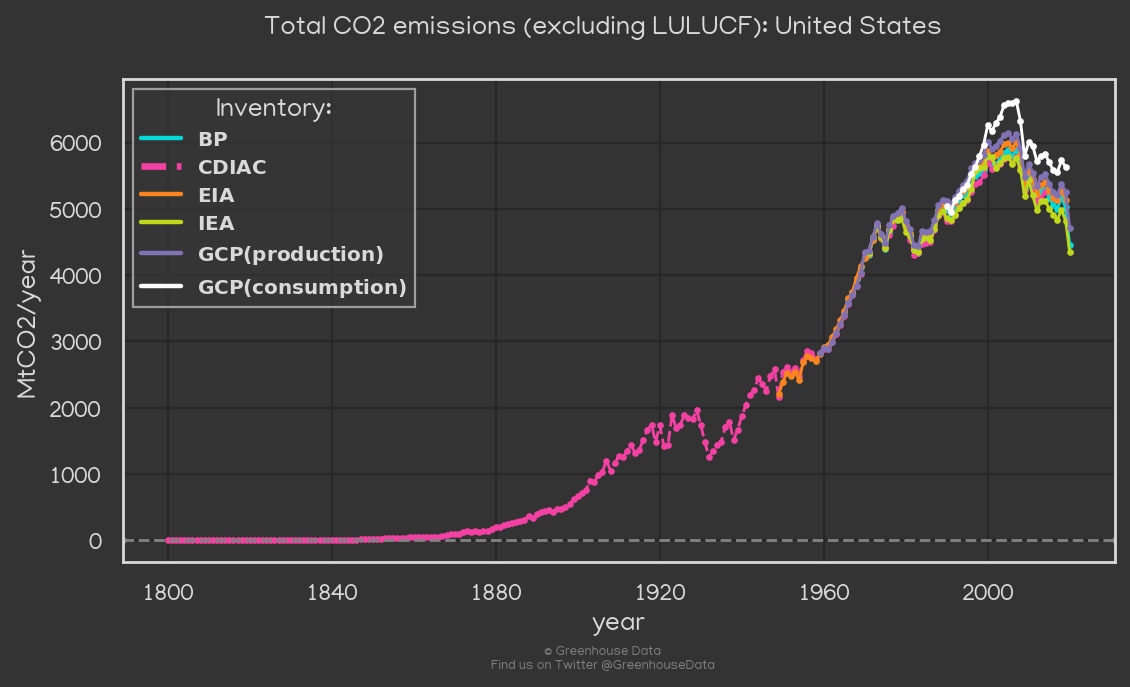 Total CO2 emissions (excluding LULUCF): United States
Inventory:
BP
CDIAC
EIA
IEA
GCP(production)
GCP(consumption)
MtCO2/year
6000
5000
4000
3000
2000
1000
0
1800 1840 1880 1920 1960 2000
year
© Greenhouse Data
Find us on Twitter @GreenhouseData